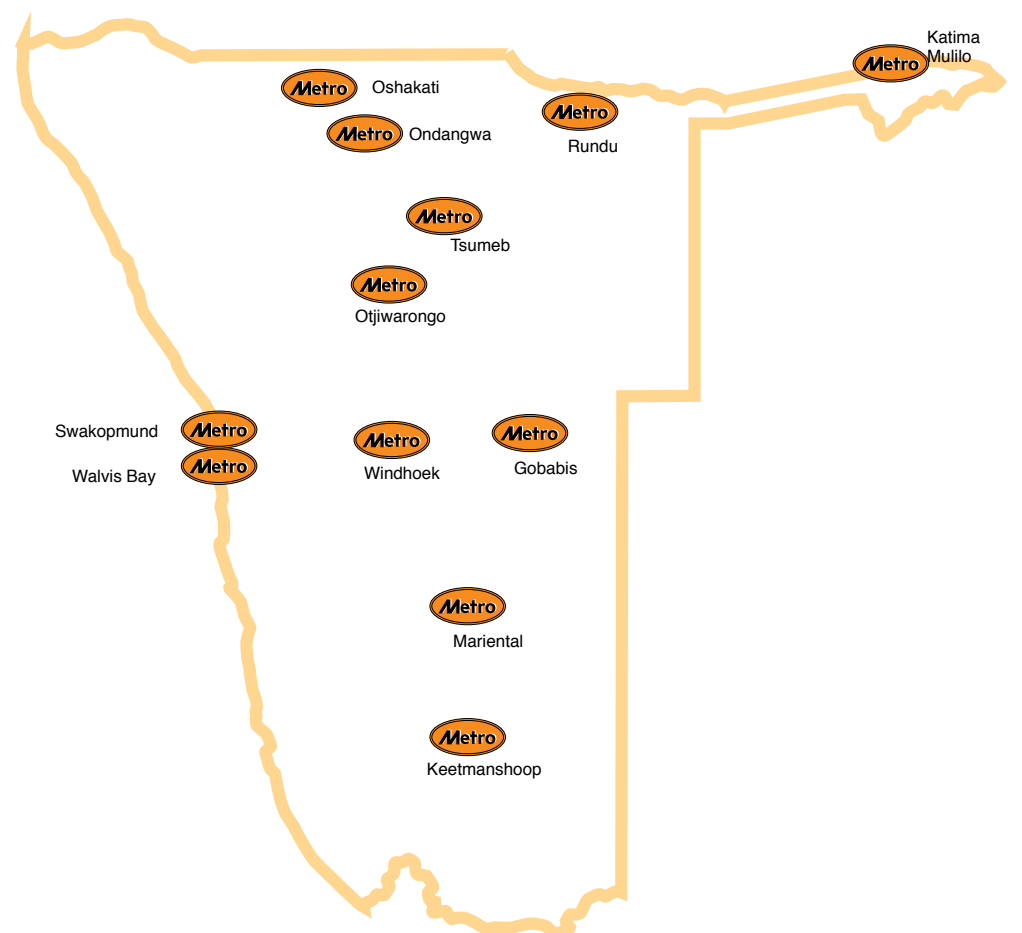 Katima
Mulilo
Metro
Metro
Oshakati
Metro
Rundu
Metro
Ondangwa
Metro
Tsumeb
Metro
Otjiwarongo
Swakopmund
Metro
Metro
Windhoek
Metro
Gobabis
Walvis Bay
Metro
Metro
Mariental
Metro
Keetmanshoop